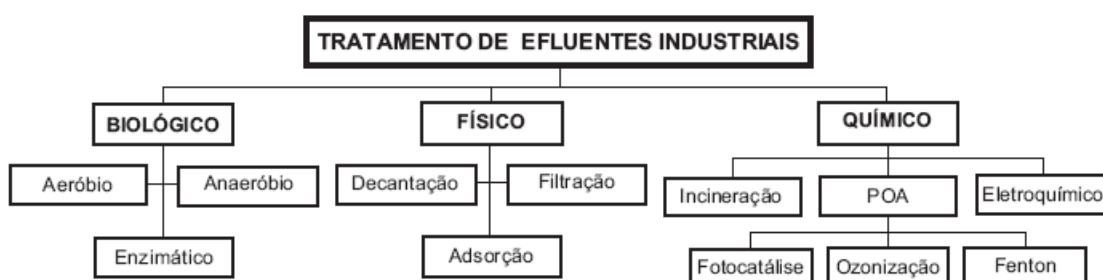 TRATAMENTO DE EFLUENTES INDUSTRIAIS
BIOLÓGICO
FÍSICO
QUÍMICO
Aeróbio
Anaeróbio
Decantação
Filtração
Incineração
POA
Eletroquímico
Enzimático
Adsorção
Fotocatálise
Ozonização
Fenton